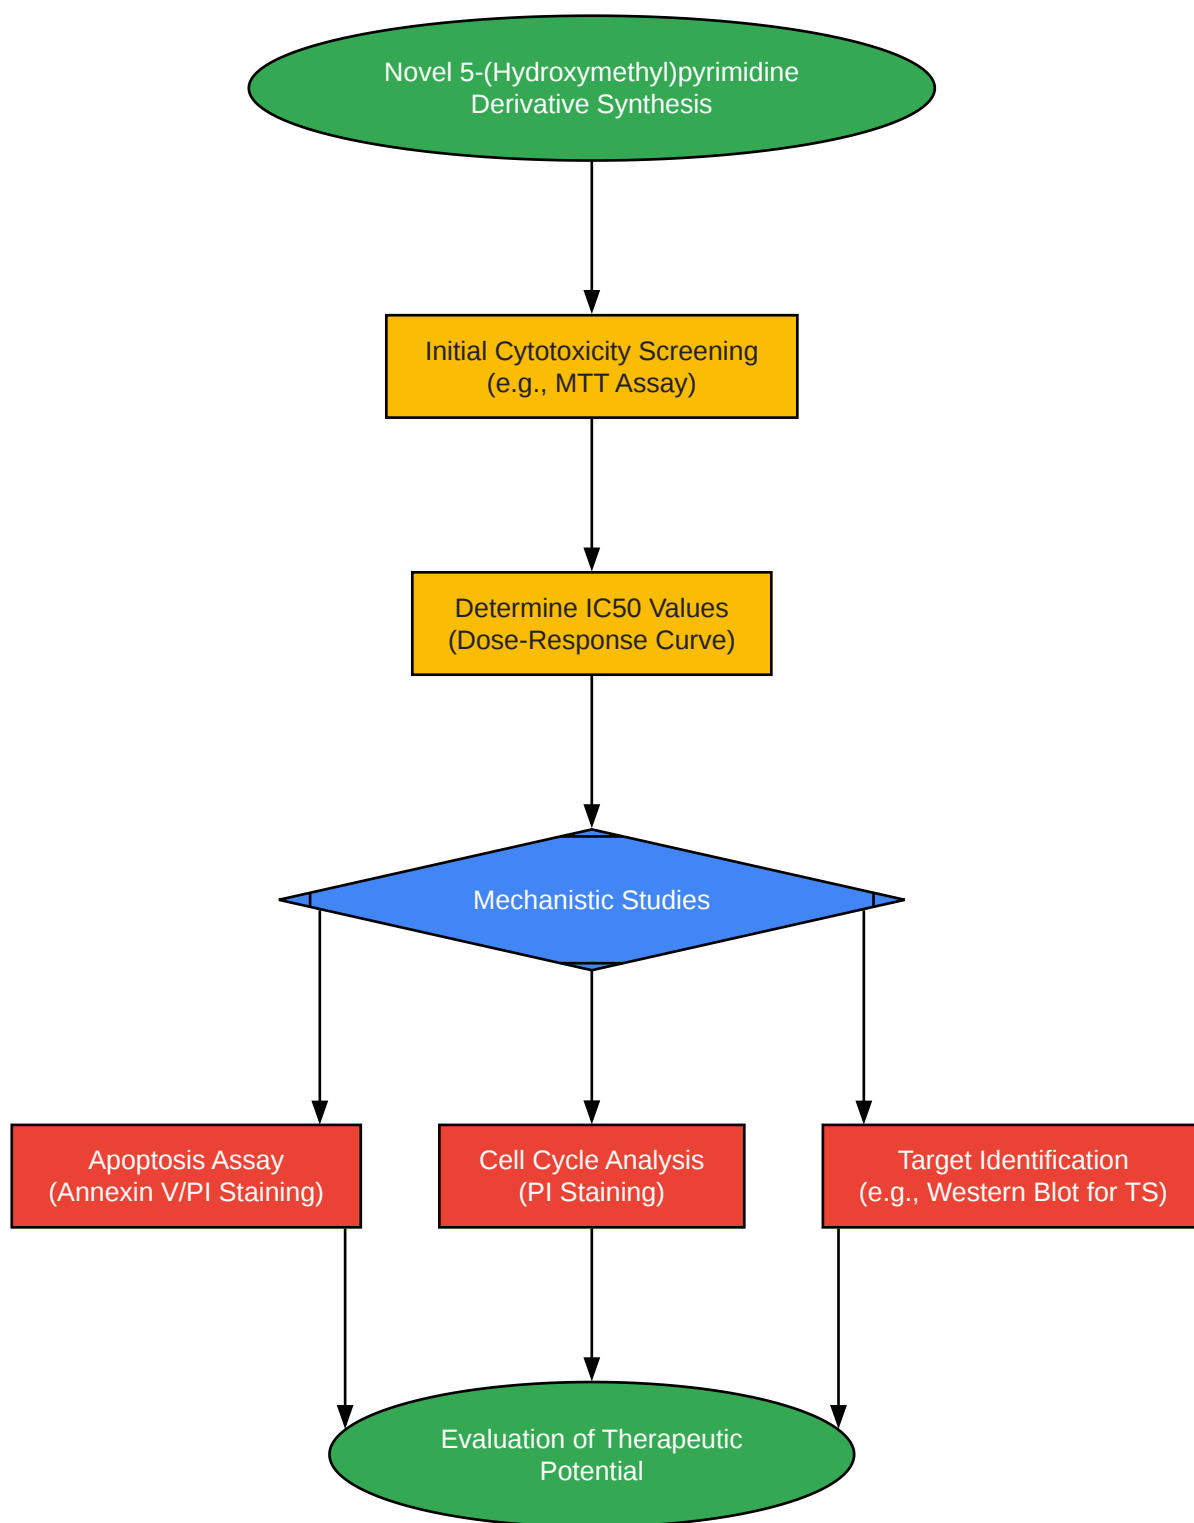 Novel 5-(Hydroxymethyl)pyrimidine
Derivative Synthesis
Initial Cytotoxicity Screening
(e.g., MTT Assay)
Determine IC50 Values
(Dose-Response Curve)
Mechanistic Studies
Apoptosis Assay
(Annexin V/PI Staining)
Cell Cycle Analysis
(PI Staining)
Target Identification
(e.g., Western Blot for TS)
Evaluation of Therapeutic
Potential